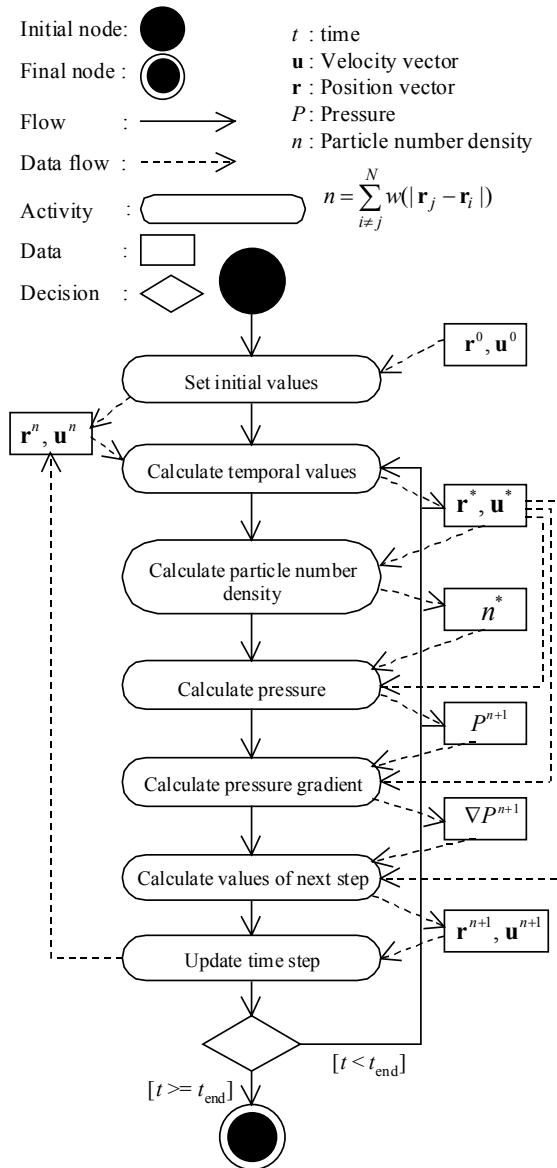 Initial node:
Final node :
Flow :
Data flow :
Activity :
Data :
Decision :
t : time
u : Velocity vector
r : Position vector
P : Pressure
n : Particle number density
n = \sum_{i≠j}^{N} w(| r_j − r_i |)
r^0, u^0
Set initial values
r^n, u^n
Calculate temporal values
r^*, u^*
Calculate particle number
density
n^*
Calculate pressure
P^{n+1}
Calculate pressure gradient
∇P^{n+1}
Calculate values of next step
r^{n+1}, u^{n+1}
Update time step
[t < t_end]
[t >= t_end]